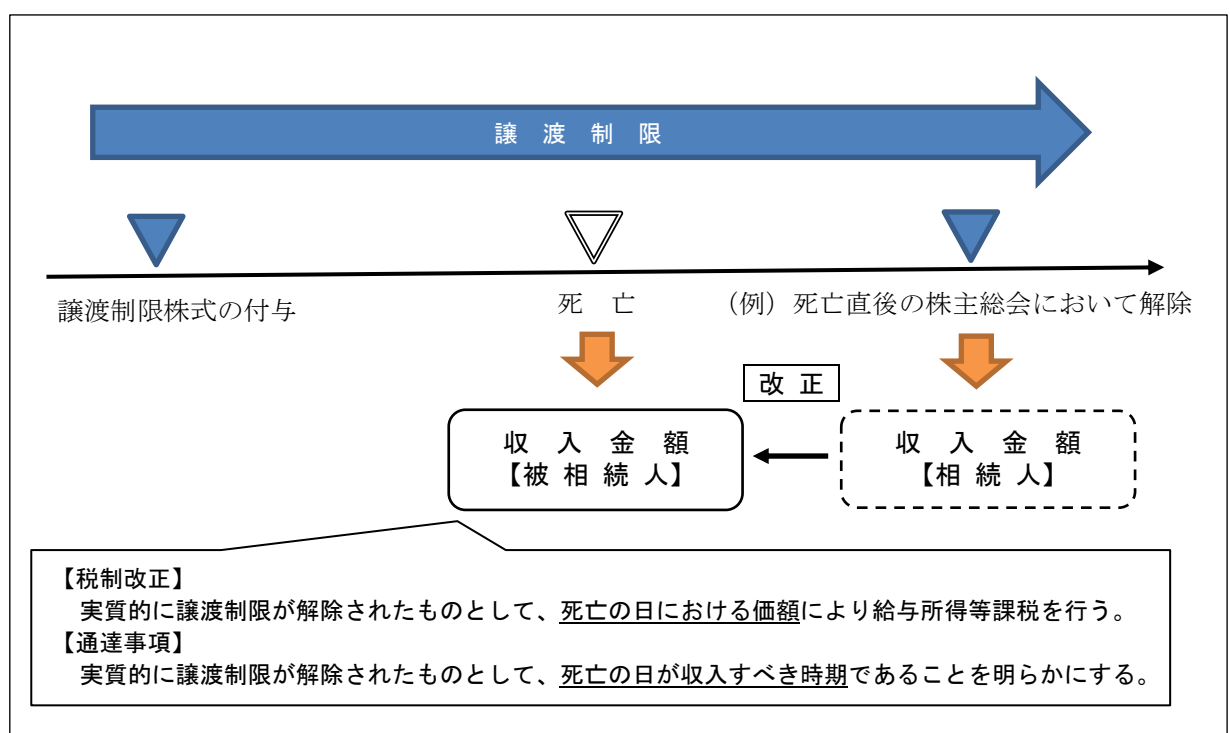 譲 渡 制 限
譲渡制限株式の付与
死 亡
（例）死亡直後の株主総会において解除
改 正
収 入 金 額
【被 相 続 人】
収 入 金 額
【相 続 人】
【税制改正】
実質的に譲渡制限が解除されたものとして、死亡の日における価額により給与所得等課税を行う。
【通達事項】
実質的に譲渡制限が解除されたものとして、死亡の日が収入すべき時期であることを明らかにする。